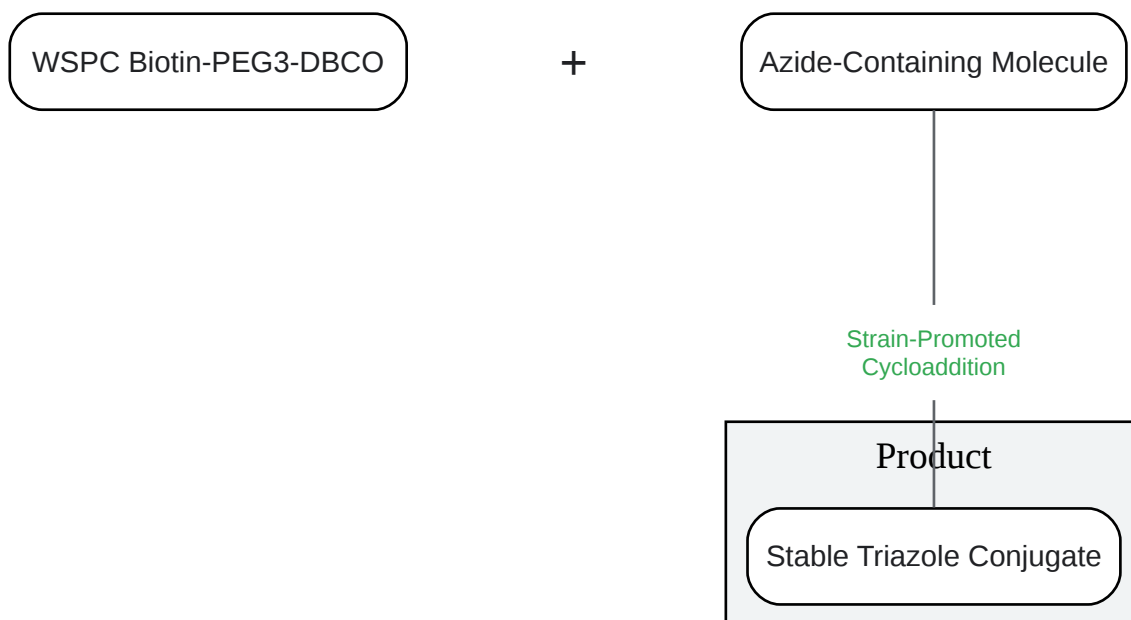 WSPC Biotin-PEG3-DBCO
+
Azide-Containing Molecule
Strain-Promoted
Cycloaddition
Product
Stable Triazole Conjugate